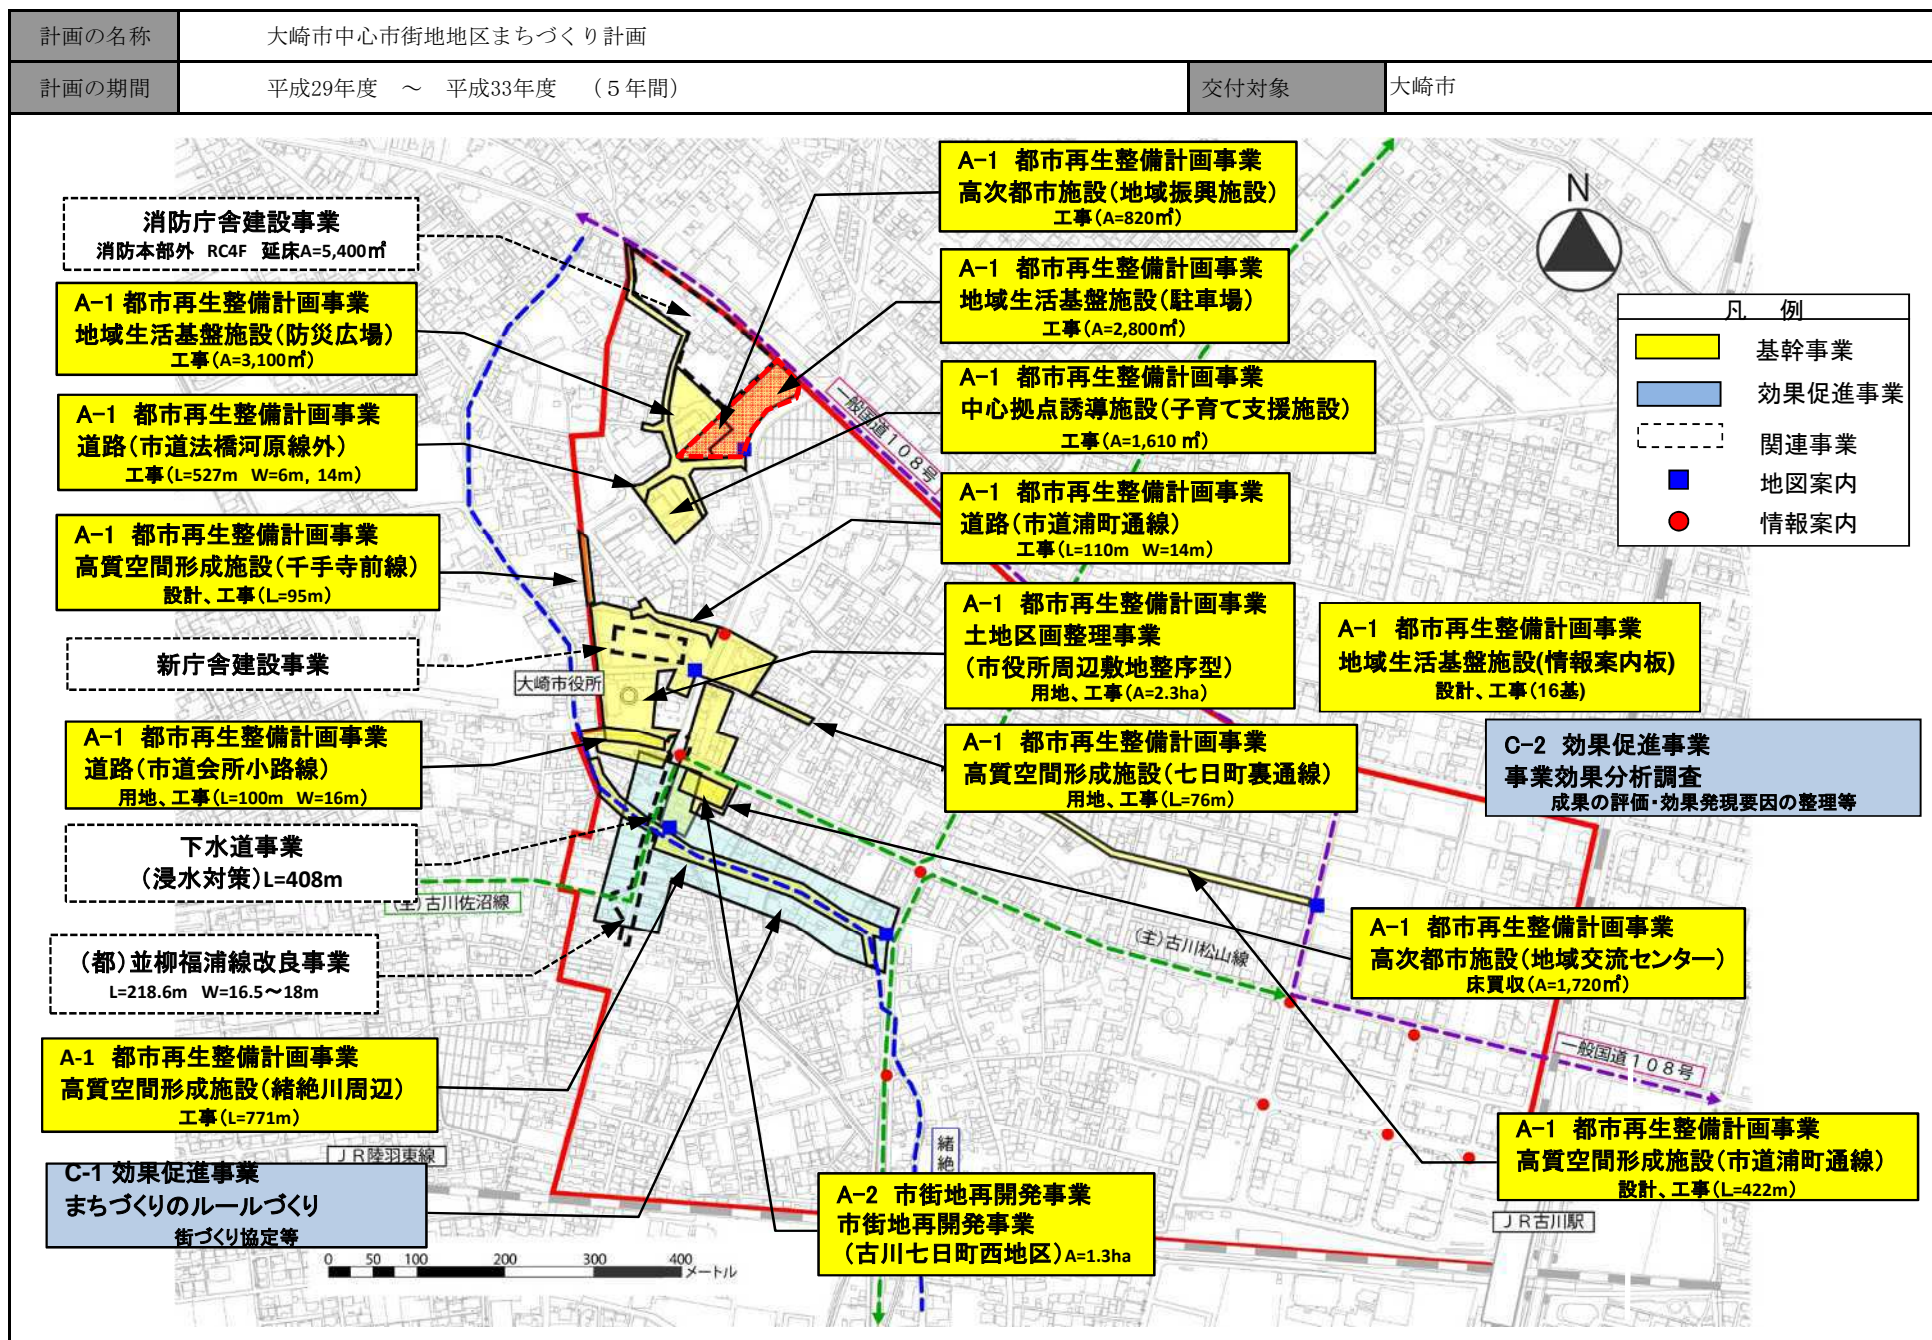 計画の名称
大崎市中心市街地地区まちづくり計画
計画の期間
平成29年度　～　平成33年度　（５年間）
交付対象
大崎市
消防庁舎建設事業
消防本部外 RC4F 延床A=5,400㎡
A-1 都市再生整備計画事業
地域生活基盤施設(防災広場)
工事(A=3,100㎡)
A-1 都市再生整備計画事業
道路(市道法橋河原線外)
工事(L=527m W=6m, 14m)
A-1 都市再生整備計画事業
高質空間形成施設(千手寺前線)
設計、工事(L=95m)
新庁舎建設事業
大崎市役所
A-1 都市再生整備計画事業
道路(市道会所小路線)
用地、工事(L=100m W=16m)
下水道事業
(浸水対策)L=408m
(主)古川佐沼線
(都)並柳福浦線改良事業
L=218.6m W=16.5～18m
A-1 都市再生整備計画事業
高質空間形成施設(緒絶川周辺)
工事(L=771m)
ＪＲ陸羽東線
C-1 効果促進事業
まちづくりのルールづくり
街づくり協定等
0 50 100 200 300 400
メートル
A-1 都市再生整備計画事業
高次都市施設(地域振興施設)
工事(A=820㎡)
A-1 都市再生整備計画事業
地域生活基盤施設(駐車場)
工事(A=2,800㎡)
A-1 都市再生整備計画事業
中心拠点誘導施設(子育て支援施設)
工事(A=1,610 ㎡)
一般国道１０８号
A-1 都市再生整備計画事業
道路(市道浦町通線)
工事(L=110m W=14m)
A-1 都市再生整備計画事業
土地区画整理事業
(市役所周辺敷地整序型)
用地、工事(A=2.3ha)
A-1 都市再生整備計画事業
高質空間形成施設(七日町裏通線)
用地、工事(L=76m)
N
凡　例
基幹事業
効果促進事業
関連事業
地図案内
情報案内
A-1 都市再生整備計画事業
地域生活基盤施設(情報案内板)
設計、工事(16基)
C-2 効果促進事業
事業効果分析調査
成果の評価・効果発現要因の整理等
(主)古川松山線
A-1 都市再生整備計画事業
高次都市施設(地域交流センター)
床買収(A=1,720㎡)
一般国道１０８号
A-1 都市再生整備計画事業
高質空間形成施設(市道浦町通線)
設計、工事(L=422m)
緒絶
A-2 市街地再開発事業
市街地再開発事業
(古川七日町西地区)A=1.3ha
ＪＲ古川駅